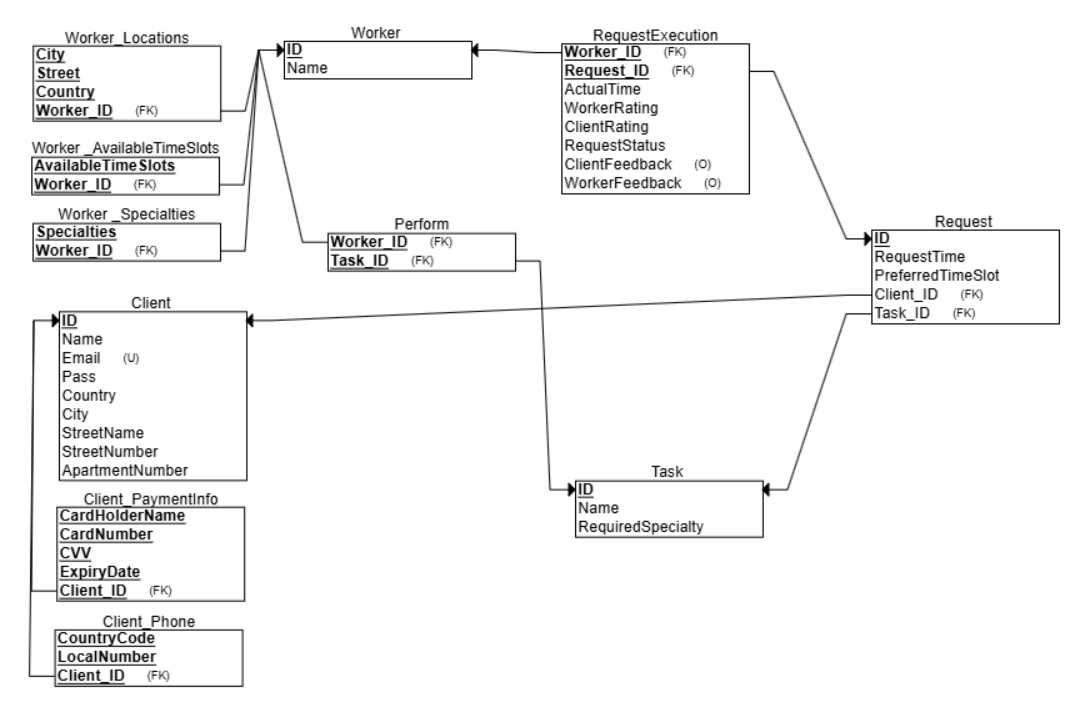 Worker_Locations
City
Street
Country
Worker_ID (FK)
Worker _AvailableTimeSlots
AvailableTimeSlots
Worker_ID (FK)
Worker _Specialties
Specialties
Worker_ID (FK)
Worker
ID
Name
RequestExecution
Worker_ID (FK)
Request_ID (FK)
ActualTime
WorkerRating
ClientRating
RequestStatus
ClientFeedback (O)
WorkerFeedback (O)
Perform
Worker_ID (FK)
Task_ID (FK)
Request
ID
RequestTime
PreferredTimeSlot
Client_ID (FK)
Task_ID (FK)
Client
ID
Name
Email (U)
Pass
Country
City
StreetName
StreetNumber
ApartmentNumber
Task
ID
Name
RequiredSpecialty
Client_PaymentInfo
CardHolderName
CardNumber
CVV
ExpiryDate
Client_ID (FK)
Client_Phone
CountryCode
LocalNumber
Client_ID (FK)